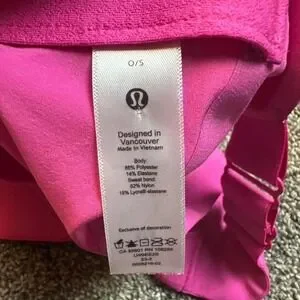 O/S
Designed in
Vancouver
Made in Vietnam
Body:
86% Polyester
14% Elastane
Sweat band:
82% Nylon
18% Lycra® elastane
Exclusive of decoration